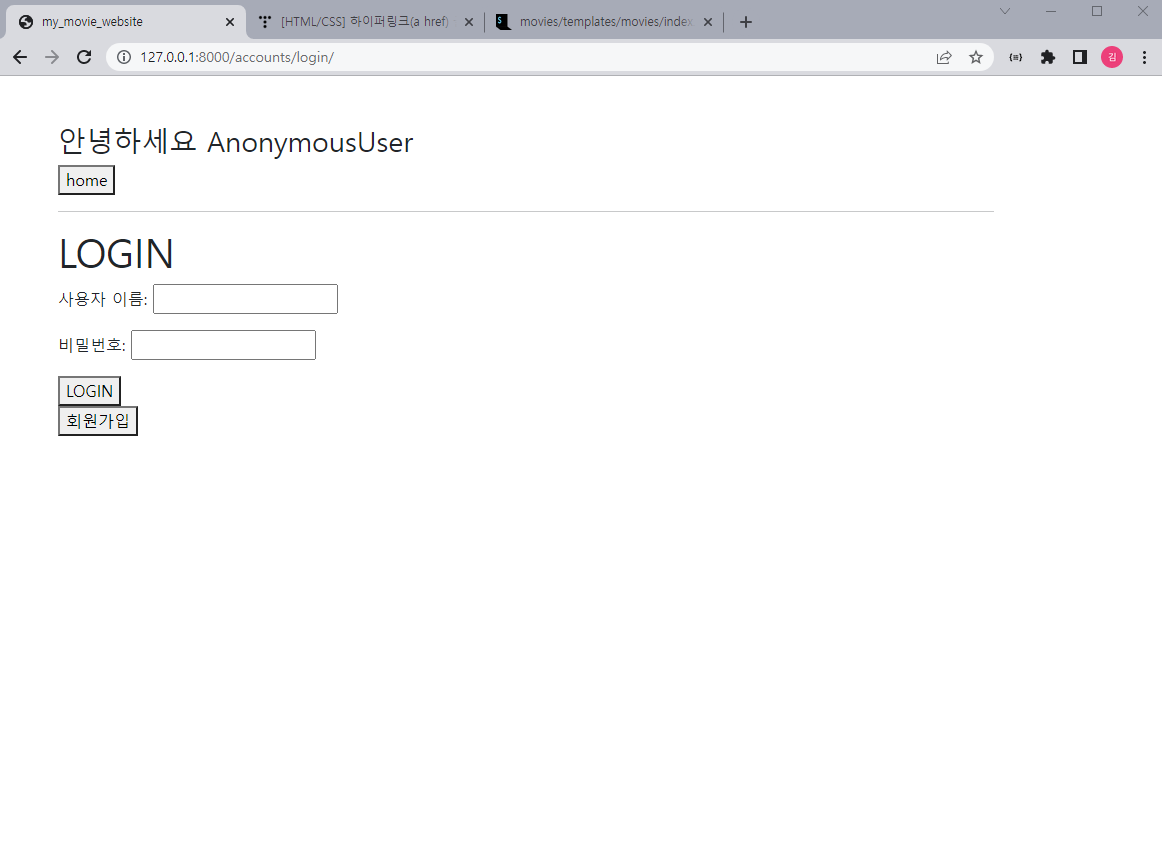 my_movie_website
[HTML/CSS] 하이퍼링크(a href)
movies/templates/movies/index
127.0.0.1:8000/accounts/login/
김
안녕하세요 AnonymousUser
home
LOGIN
사용자 이름:
비밀번호:
LOGIN
회원가입